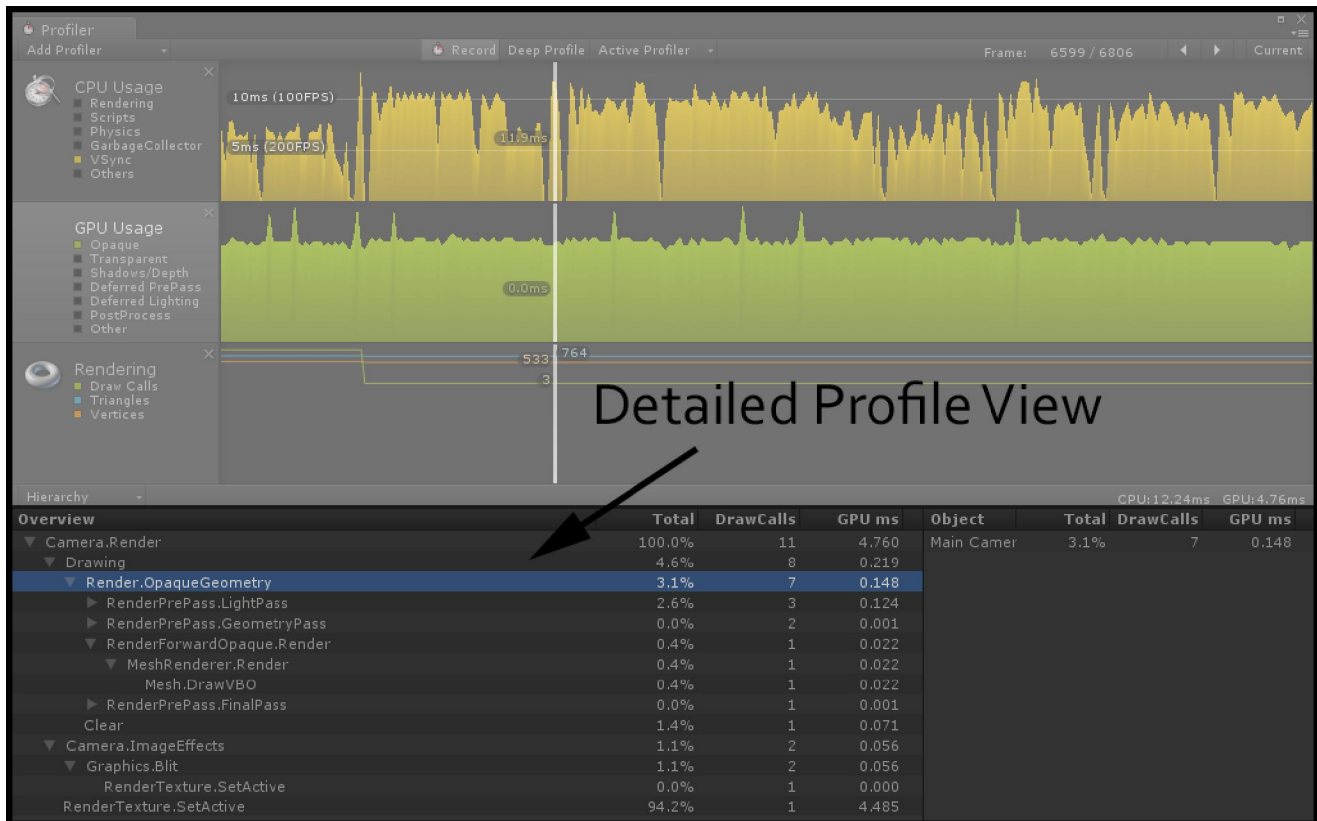 Profiler
Add Profiler Record Deep Profile Active Profiler Frame: 6599 / 6806 Current
CPU Usage
Rendering
Scripts
Physics
GarbageCollector
VSync
Others
10ms (100FPS)
11.9ms
5ms (200FPS)
GPU Usage
Opaque
Transparent
Shadows/Depth
Deferred PrePass
Deferred Lighting
PostProcess
Other
0.0ms
Rendering
Draw Calls
Triangles
Vertices
533 764
3
Detailed Profile View
Hierarchy CPU:12.24ms GPU:4.76ms
Overview Total DrawCalls GPU ms Object Total DrawCalls GPU ms
Camera.Render 100.0% 11 4.760 Main Camer 3.1% 7 0.148
Drawing 4.6% 8 0.219
Render.OpaqueGeometry 3.1% 7 0.148
RenderPrePass.LightPass 2.6% 3 0.124
RenderPrePass.GeometryPass 0.0% 2 0.001
RenderForwardOpaque.Render 0.4% 1 0.022
MeshRenderer.Render 0.4% 1 0.022
Mesh.DrawVBO 0.4% 1 0.022
RenderPrePass.FinalPass 0.0% 1 0.001
Clear 1.4% 1 0.071
Camera.ImageEffects 1.1% 2 0.056
Graphics.Blit 1.1% 2 0.056
RenderTexture.SetActive 0.0% 1 0.000
RenderTexture.SetActive 94.2% 1 4.485